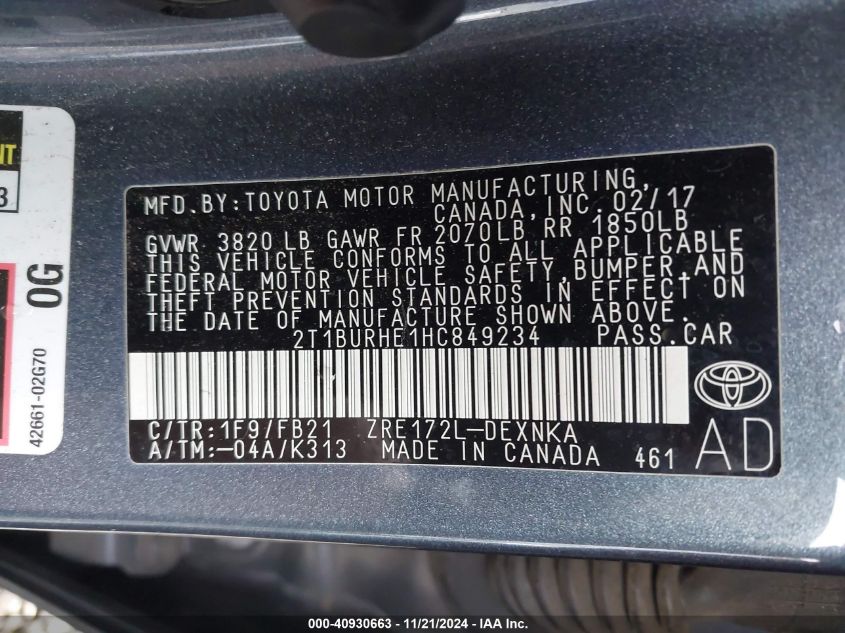 MFD. BY: TOYOTA MOTOR MANUFACTURING,
CANADA, INC. 02/17
GVWR 3820 LB GAWR FR 2070LB RR 1850LB
THIS VEHICLE CONFORMS TO ALL APPLICABLE
FEDERAL MOTOR VEHICLE SAFETY, BUMPER, AND
THEFT PREVENTION STANDARDS IN EFFECT ON
THE DATE OF MANUFACTURE SHOWN ABOVE.
2T1BURHE1HC849234 PASS. CAR
C/TR: 1F9/FB21 ZRE172L-DEXNKA
A/TM: -04A/K313 MADE IN CANADA 461
AD
0G
42661-02G70
000-40930663 - 11/21/2024 - IAA Inc.